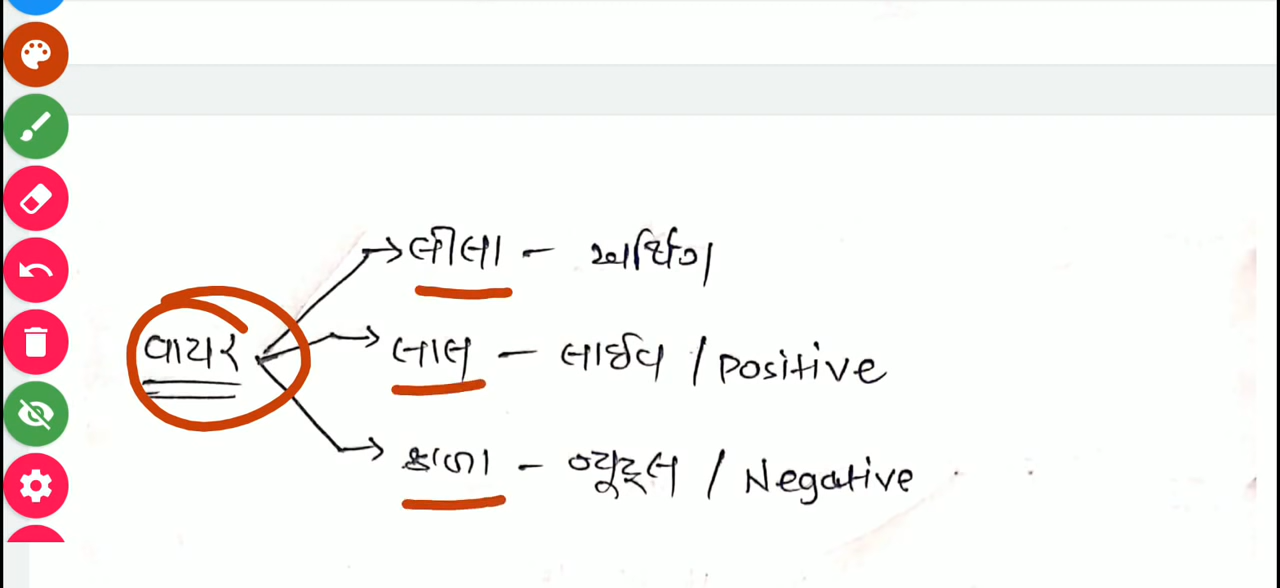 લીલા - અર્થિંગ
વાયર
લાલ - લાઈવ / Positive
કાળા - ન્યૂટ્રલ / Negative